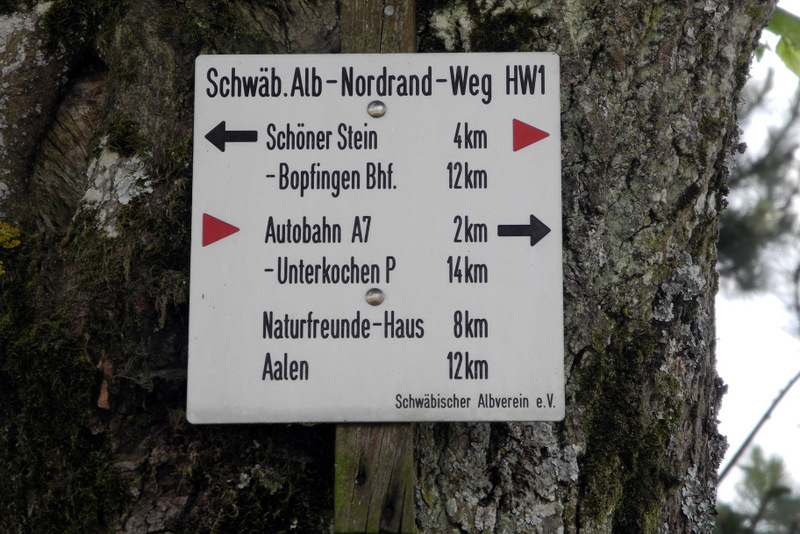 Schwäb. Alb-Nordrand-Weg HW1
Schöner Stein 4km
-Bopfingen Bhf. 12km
Autobahn A7 2km
-Unterkochen P 14km
Naturfreunde-Haus 8km
Aalen 12km
Schwäbischer Albverein e.V.